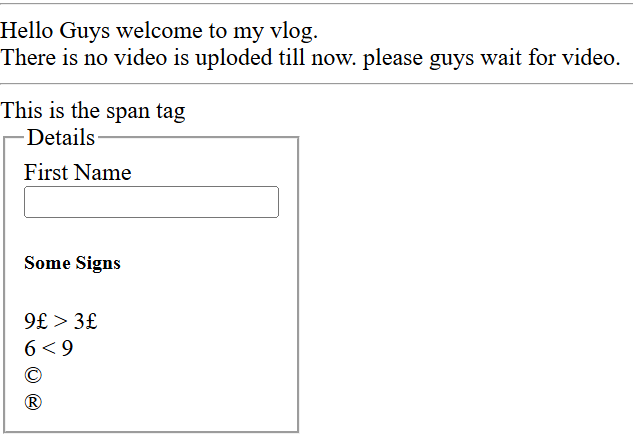 Hello Guys welcome to my vlog.
There is no video is uploded till now. please guys wait for video.
This is the span tag
Details
First Name
Some Signs
9£ > 3£
6 < 9
©
®